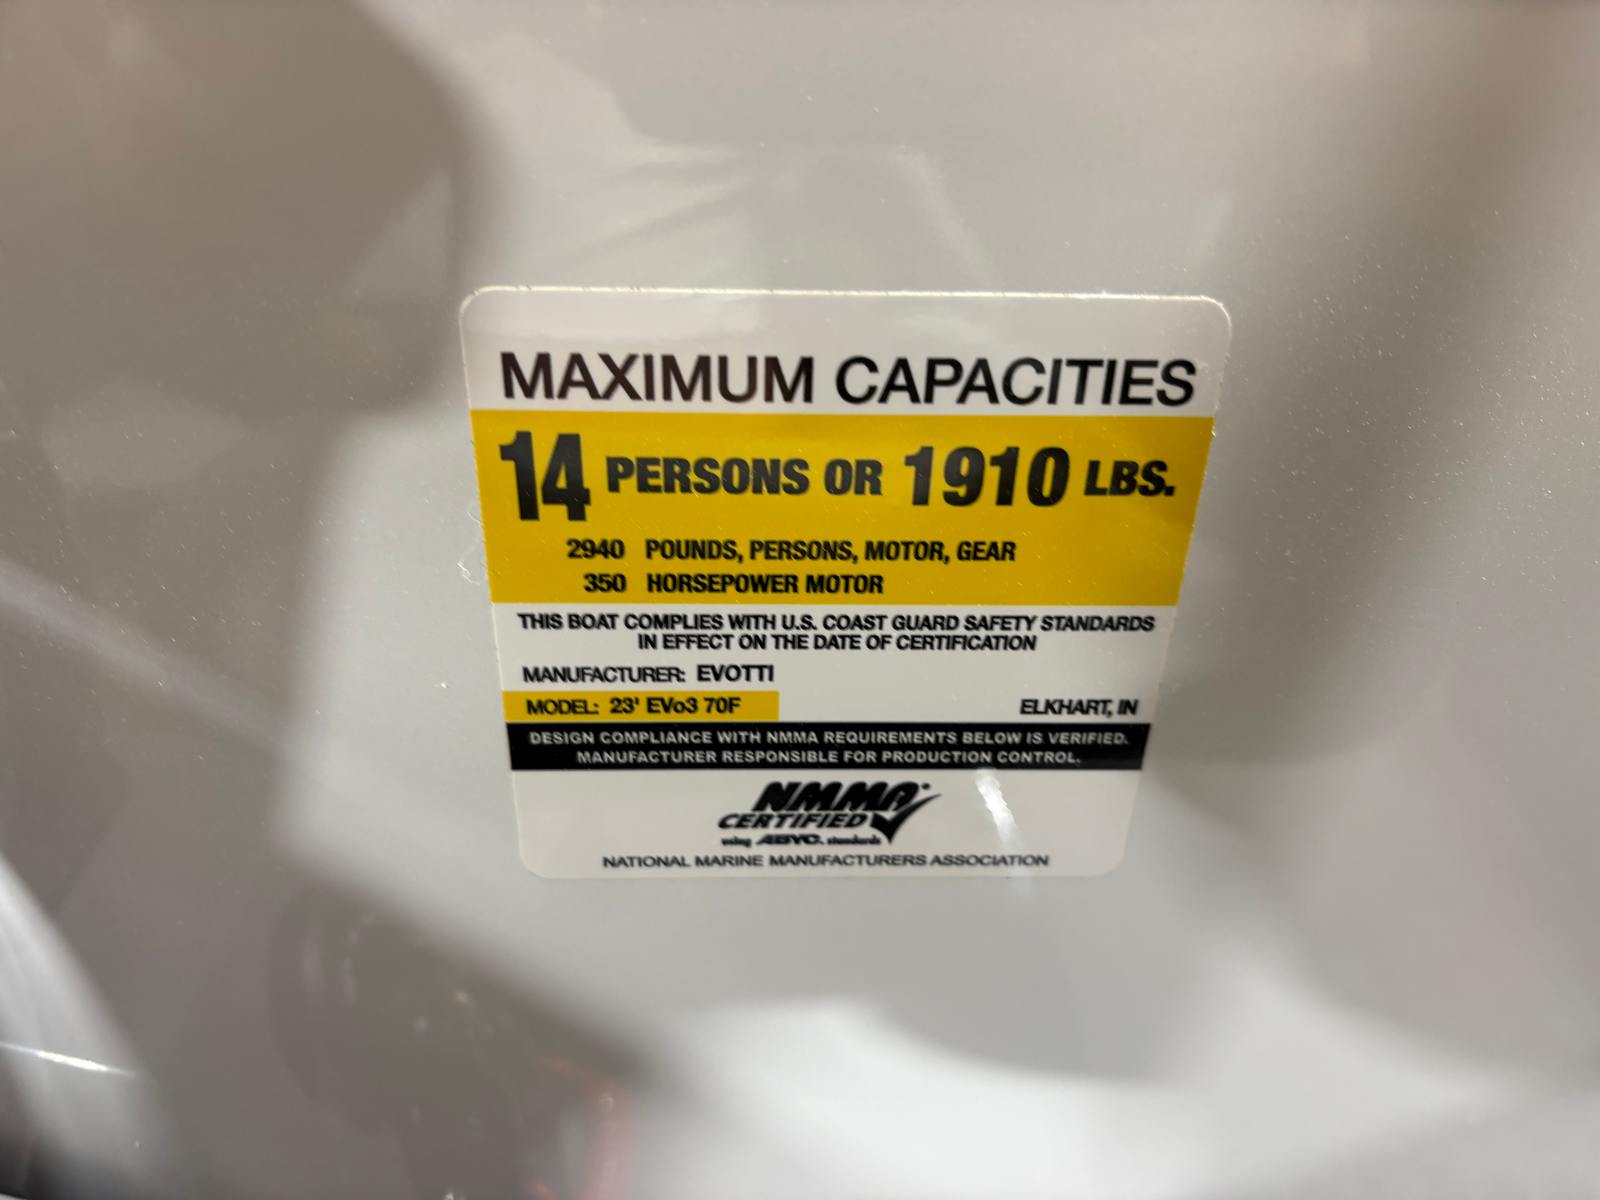 MAXIMUM CAPACITIES
14 PERSONS OR 1910 LBS.
2940 POUNDS, PERSONS, MOTOR, GEAR
350 HORSEPOWER MOTOR
THIS BOAT COMPLIES WITH U.S. COAST GUARD SAFETY STANDARDS
IN EFFECT ON THE DATE OF CERTIFICATION
MANUFACTURER: EVOTTI
MODEL: 23' EVo3 70F ELKHART, IN
DESIGN COMPLIANCE WITH NMMA REQUIREMENTS BELOW IS VERIFIED.
MANUFACTURER RESPONSIBLE FOR PRODUCTION CONTROL.
NMMA
CERTIFIED
using ABYC. standards
NATIONAL MARINE MANUFACTURERS ASSOCIATION